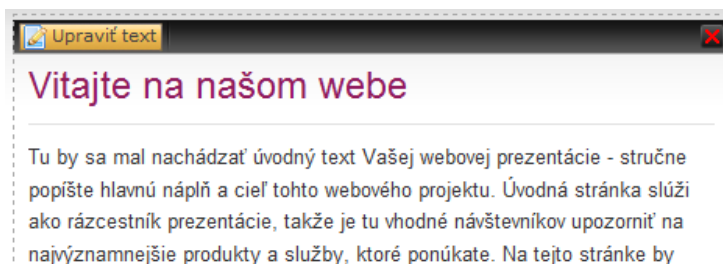 Upraviť text
Vitajte na našom webe
Tu by sa mal nachádzať úvodný text Vašej webovej prezentácie - stručne
popíšte hlavnú náplň a cieľ tohto webového projektu. Úvodná stránka slúži
ako rázcestník prezentácie, takže je tu vhodné návštevníkov upozorniť na
najvýznamnejšie produkty a služby, ktoré ponúkate. Na tejto stránke by